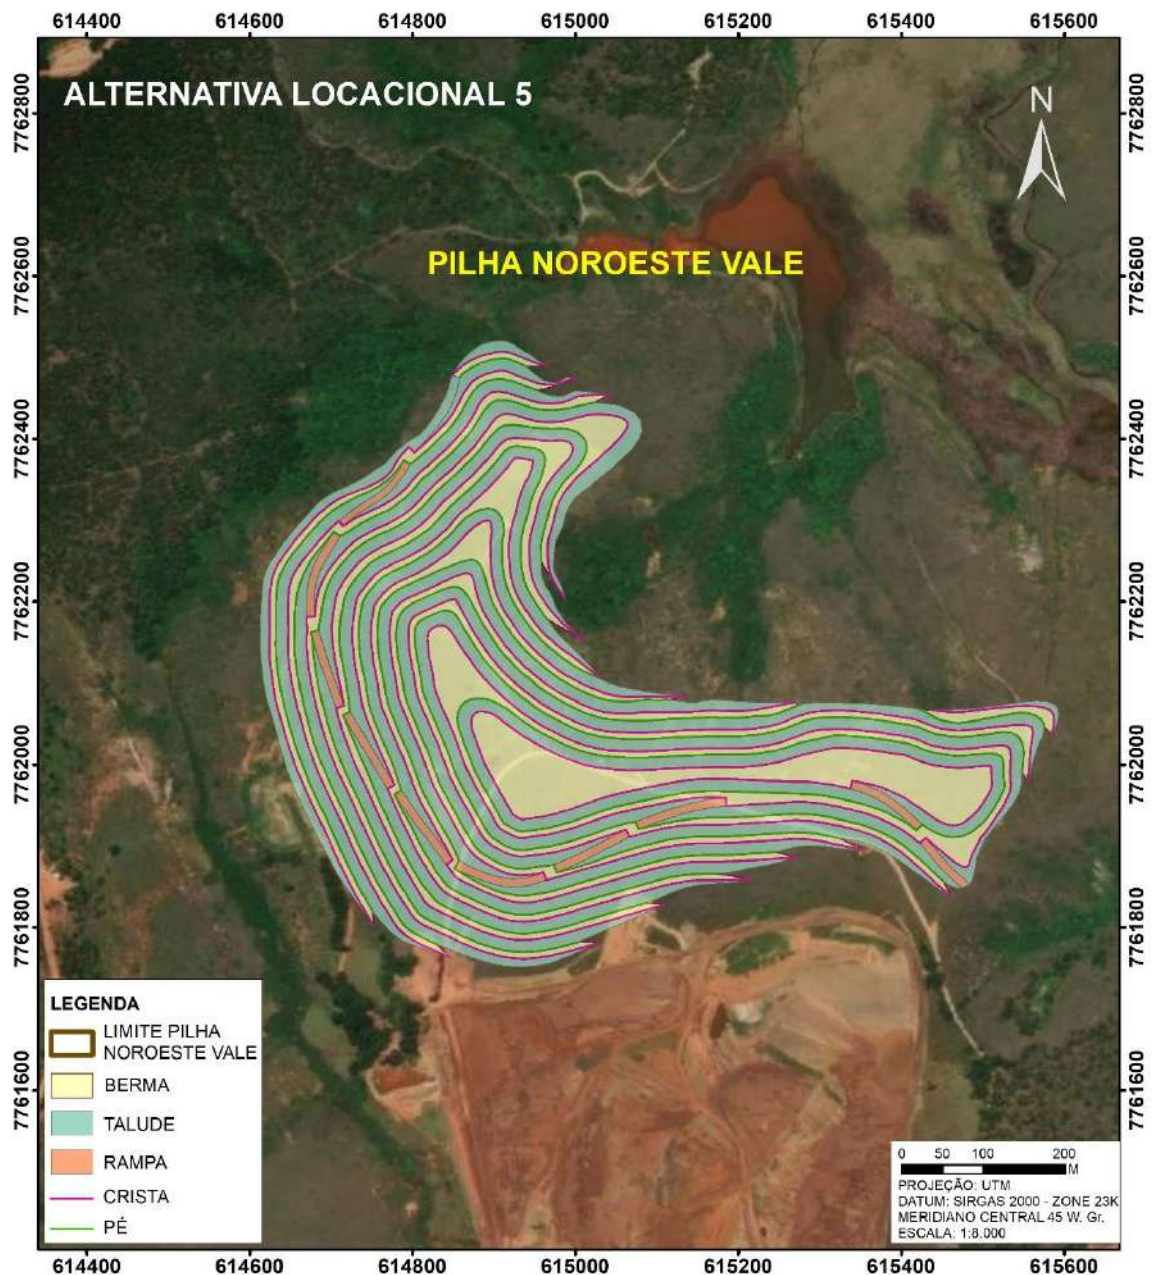 614400 614600 614800 615000 615200 615400 615600
ALTERNATIVA LOCACIONAL 5
N
7762800 7762800
PILHA NOROESTE VALE
7762600 7762600
7762400 7762400
7762200 7762200
7762000 7762000
7761800 7761800
7761600 7761600
LEGENDA
LIMITE PILHA
NOROESTE VALE
BERMA
TALUDE
RAMPA
CRISTA
PÉ
0 50 100 200
M
PROJEÇÃO: UTM
DATUM: SIRGAS 2000 - ZONE 23K
MERIDIANO CENTRAL 45 W. Gr.
ESCALA: 1:8.000
614400 614600 614800 615000 615200 615400 615600